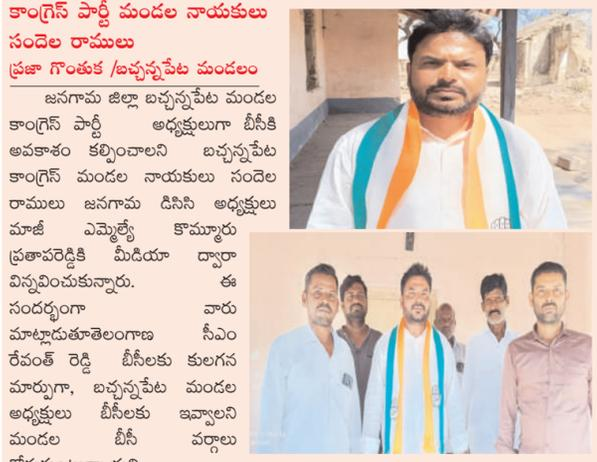 కాంగ్రెస్ పార్టీ మండల నాయకులు
సందెల రాములు
ప్రజా గొంతుక /బచ్చన్నపేట మండలం
జనగామ జిల్లా బచ్చన్నపేట మండల
కాంగ్రెస్ పార్టీ అధ్యక్షులుగా బీసీకి
అవకాశం కల్పించాలని బచ్చన్నపేట
కాంగ్రెస్ మండల నాయకులు సందెల
రాములు జనగామ డిసిసి అధ్యక్షులు
మాజీ ఎమ్మెల్యే కొమ్మూరు
ప్రతాపరెడ్డికి మీడియా ద్వారా
విన్నవించుకున్నారు. ఈ
సందర్భంగా వారు
మాట్లాడుతూతెలంగాణ సీఎం
రేవంత్ రెడ్డి బీసీలకు కులగన
మార్పుగా, బచ్చన్నపేట మండల
అధ్యక్షులు బీసీలకు ఇవ్వాలని
మండల బీసీ వర్గాలు